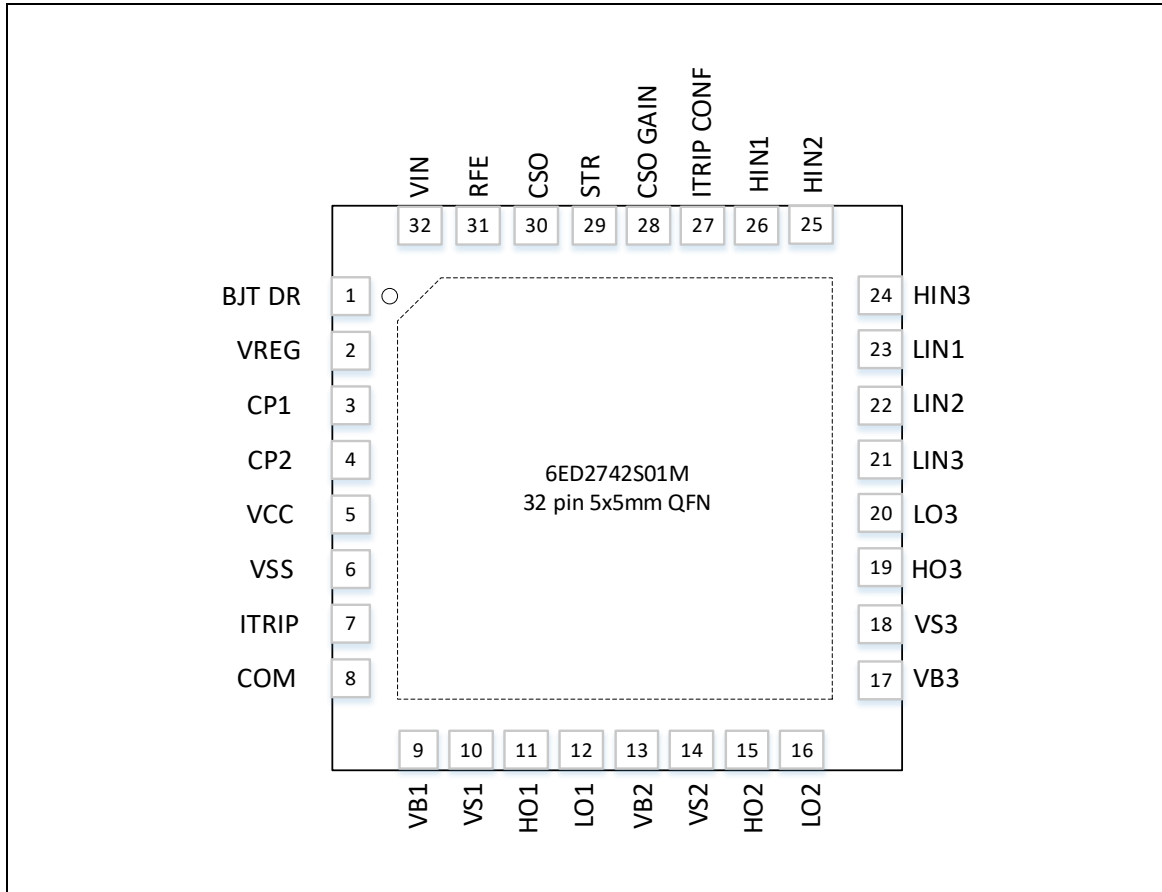 VIN
RFE
CSO
STR
CSO GAIN
ITRIP CONF
HIN1
HIN2
32
31
30
29
28
27
26
25
BJT DR 1
VREG 2
CP1 3
CP2 4
VCC 5
VSS 6
ITRIP 7
COM 8
6ED2742S01M
32 pin 5x5mm QFN
24 HIN3
23 LIN1
22 LIN2
21 LIN3
20 LO3
19 HO3
18 VS3
17 VB3
9
10
11
12
13
14
15
16
VB1
VS1
HO1
LO1
VB2
VS2
HO2
LO2